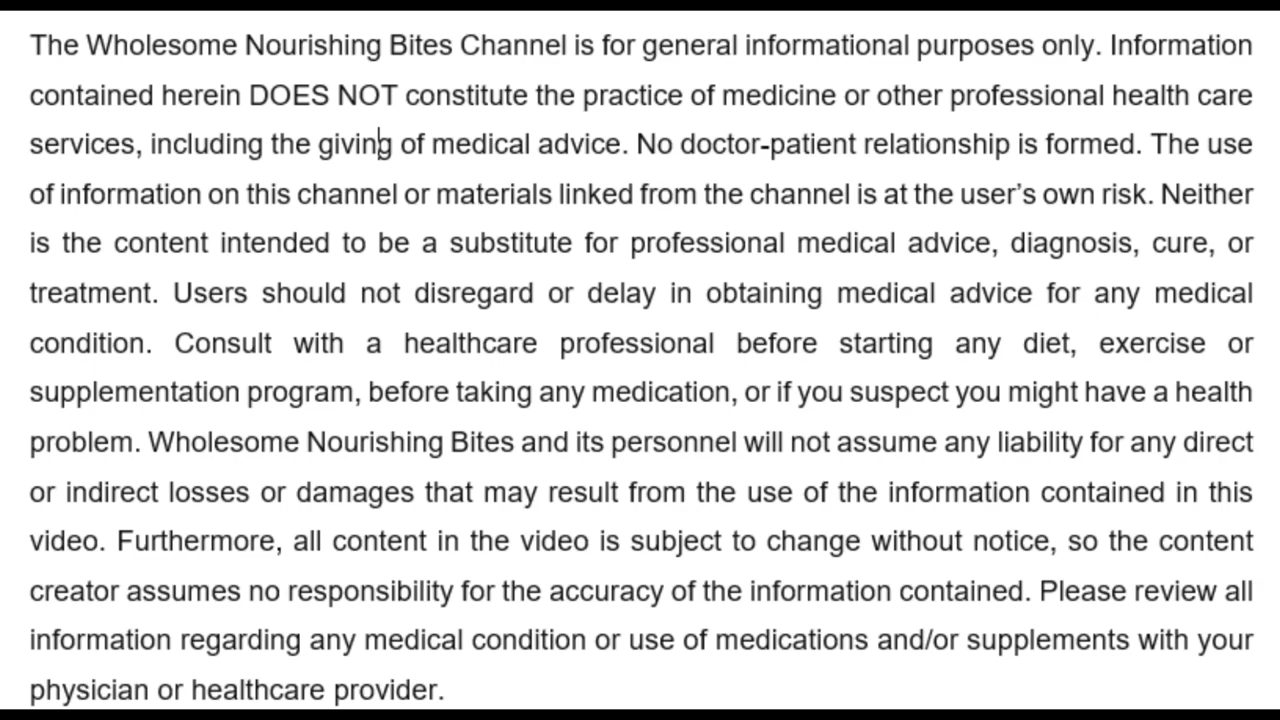 The Wholesome Nourishing Bites Channel is for general informational purposes only. Information
contained herein DOES NOT constitute the practice of medicine or other professional health care
services, including the giving of medical advice. No doctor-patient relationship is formed. The use
of information on this channel or materials linked from the channel is at the user’s own risk. Neither
is the content intended to be a substitute for professional medical advice, diagnosis, cure, or
treatment. Users should not disregard or delay in obtaining medical advice for any medical
condition. Consult with a healthcare professional before starting any diet, exercise or
supplementation program, before taking any medication, or if you suspect you might have a health
problem. Wholesome Nourishing Bites and its personnel will not assume any liability for any direct
or indirect losses or damages that may result from the use of the information contained in this
video. Furthermore, all content in the video is subject to change without notice, so the content
creator assumes no responsibility for the accuracy of the information contained. Please review all
information regarding any medical condition or use of medications and/or supplements with your
physician or healthcare provider.